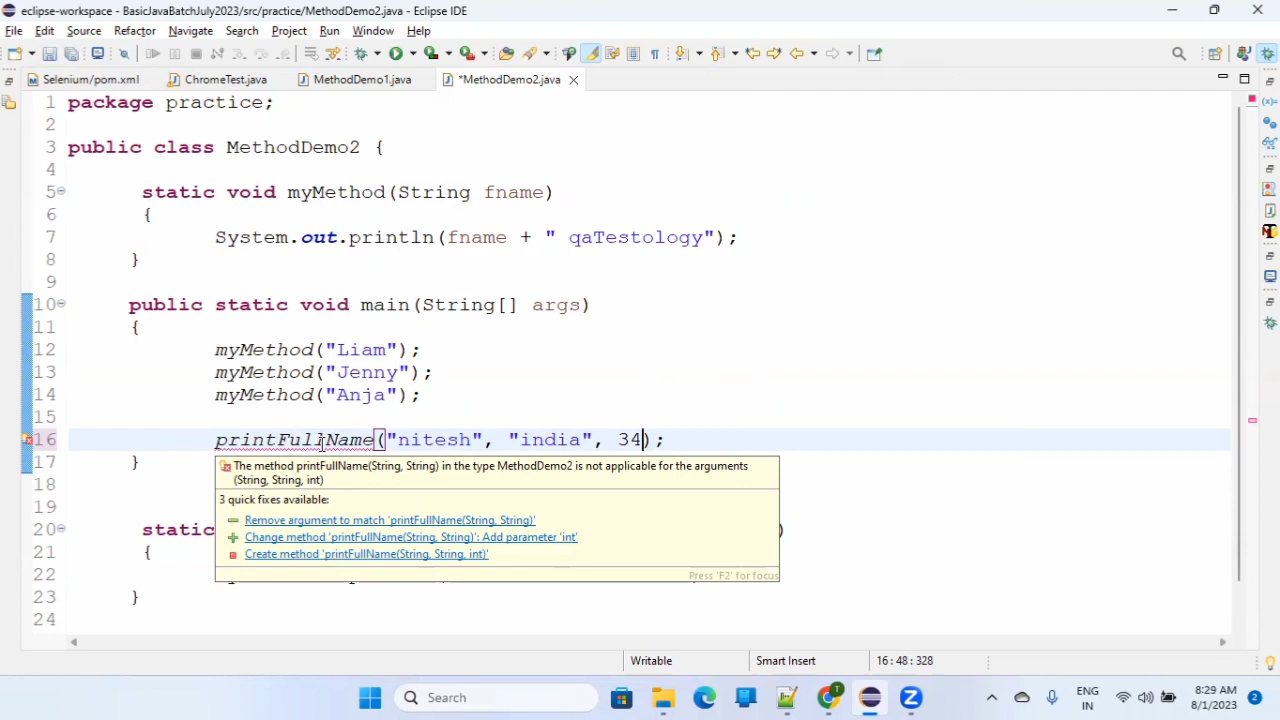 eclipse-workspace - BasicJavaBatchJuly2023/src/practice/MethodDemo2.java - Eclipse IDE
File Edit Source Refactor Navigate Search Project Run Window Help
Selenium/pom.xml ChromeTest.java MethodDemo1.java *MethodDemo2.java
1 package practice;
2
3 public class MethodDemo2 {
4
5 static void myMethod(String fname)
6 {
7 System.out.println(fname + " qaTestology");
8 }
9
10 public static void main(String[] args)
11 {
12 myMethod("Liam");
13 myMethod("Jenny");
14 myMethod("Anja");
15
16 printFullName("nitesh", "india", 34);
17 }
The method printFullName(String, String) in the type MethodDemo2 is not applicable for the arguments
(String, String, int)
18
3 quick fixes available:
19
Remove argument to match 'printFullName(String, String)'
20 static )
Change method 'printFullName(String, String)': Add parameter 'int'
21 {
Create method 'printFullName(String, String, int)'
22
Press 'F2' for focus
23 }
24
Writable Smart Insert 16 : 48 : 328
Search
ENG
IN
8:29 AM
8/1/2023
2